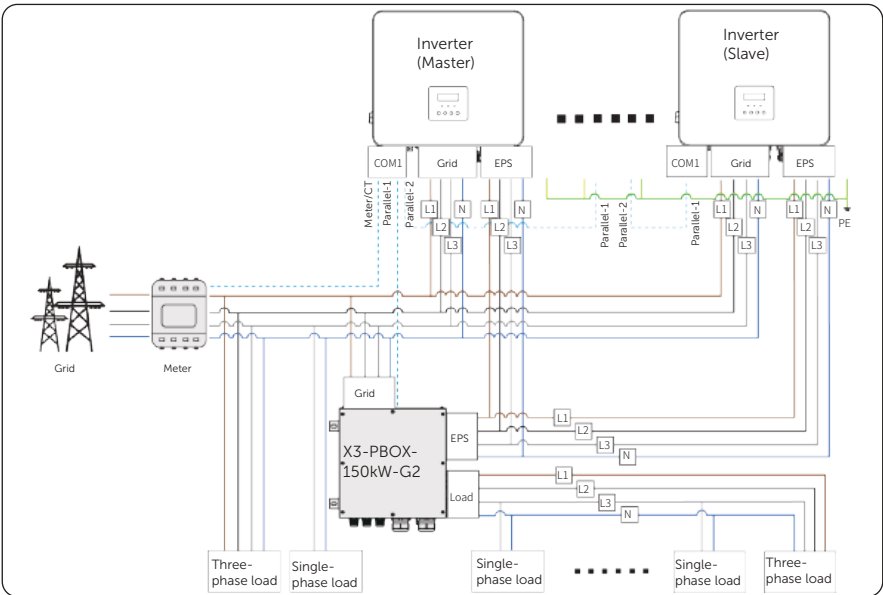 Inverter
(Master)
Inverter
(Slave)
COM1
Grid
EPS
COM1
Grid
EPS
Meter/CT
Parallel-1
Parallel-2
L1
L2
L3
N
L1
L2
L3
N
Parallel-1
Parallel-2
Parallel-1
L1
L2
L3
N
L1
L2
L3
N
PE
Grid
Meter
Grid
X3-PBOX-
150kW-G2
EPS
L1
L2
L3
N
Load
L1
L2
L3
N
Three-
phase load
Single-
phase load
Single-
phase load
Single-
phase load
Three-
phase load